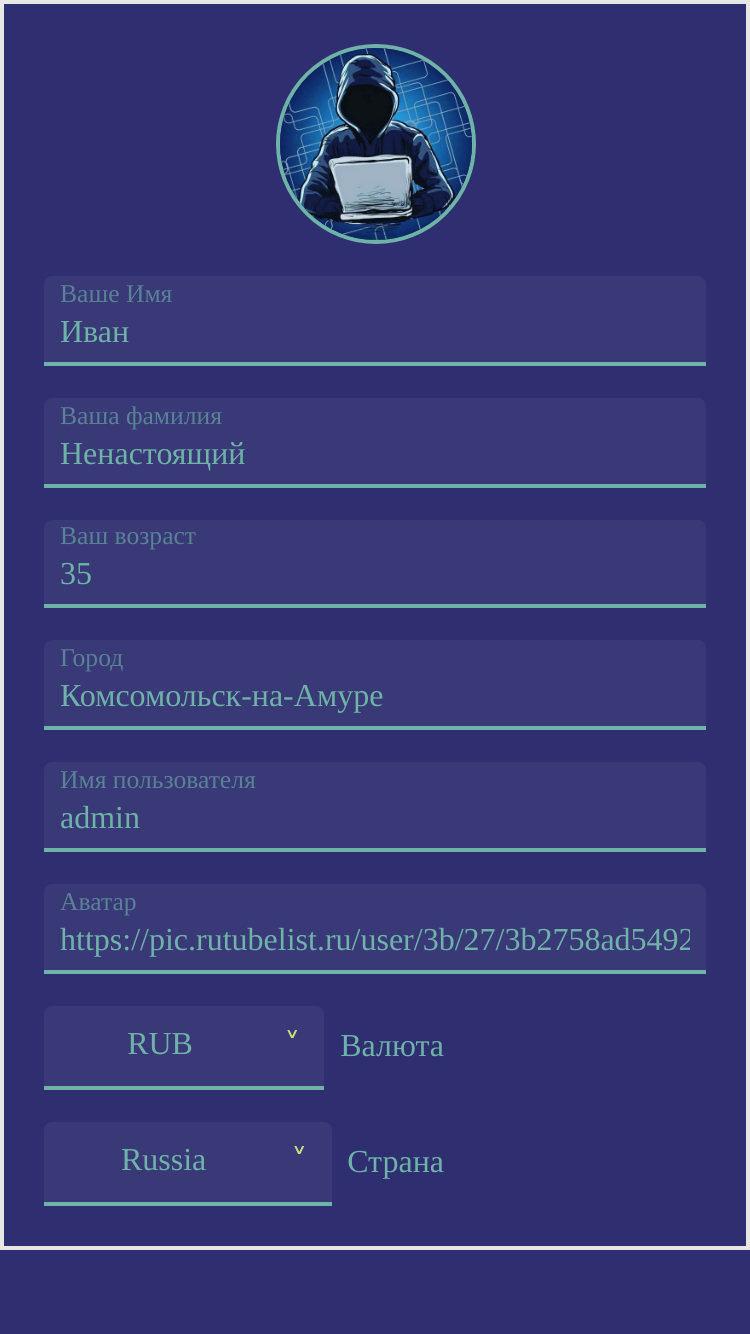 Ваше Имя
Иван
Ваша фамилия
Ненастоящий
Ваш возраст
35
Город
Комсомольск-на-Амуре
Имя пользователя
admin
Аватар
https://pic.rutubelist.ru/user/3b/27/3b2758ad5492
RUB ˅ Валюта
Russia ˅ Страна